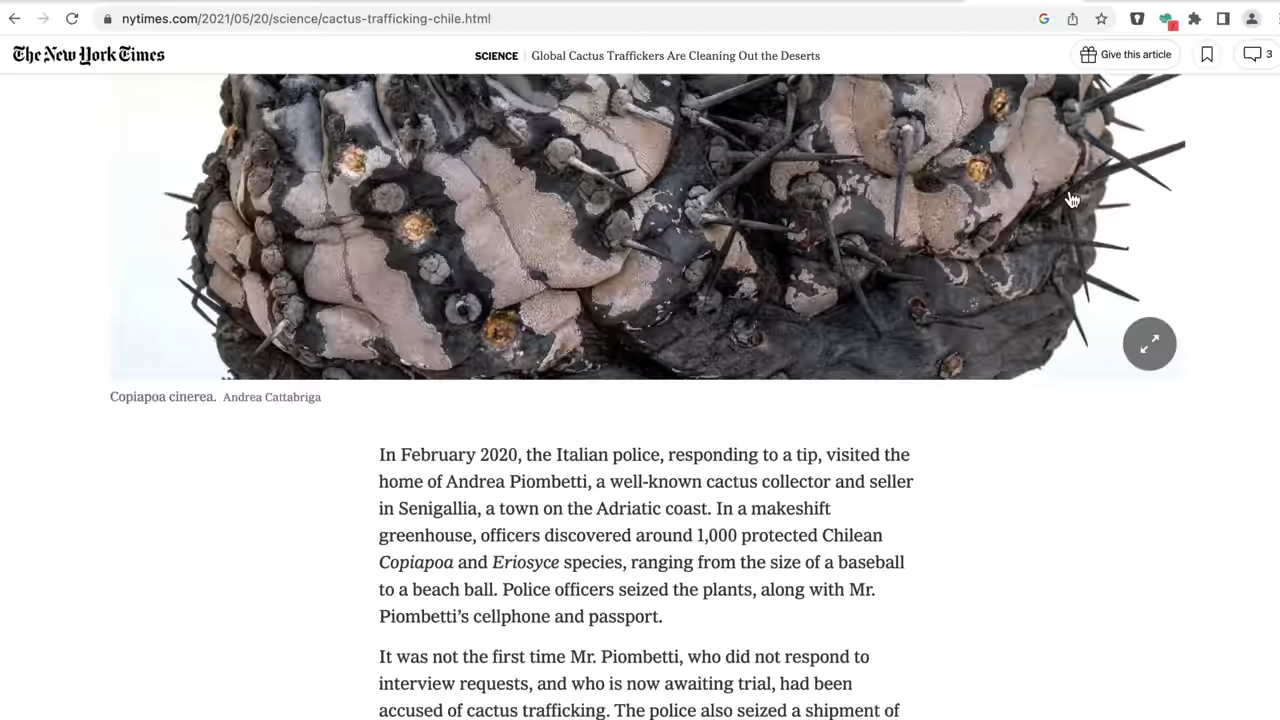 nytimes.com/2021/05/20/science/cactus-trafficking-chile.html
The New York Times
SCIENCE | Global Cactus Traffickers Are Cleaning Out the Deserts
Give this article
3
Copiapoa cinerea. Andrea Cattabriga
In February 2020, the Italian police, responding to a tip, visited the
home of Andrea Piombetti, a well-known cactus collector and seller
in Senigallia, a town on the Adriatic coast. In a makeshift
greenhouse, officers discovered around 1,000 protected Chilean
Copiapoa and Eriosyce species, ranging from the size of a baseball
to a beach ball. Police officers seized the plants, along with Mr.
Piombetti’s cellphone and passport.
It was not the first time Mr. Piombetti, who did not respond to
interview requests, and who is now awaiting trial, had been
accused of cactus trafficking. The police also seized a shipment of